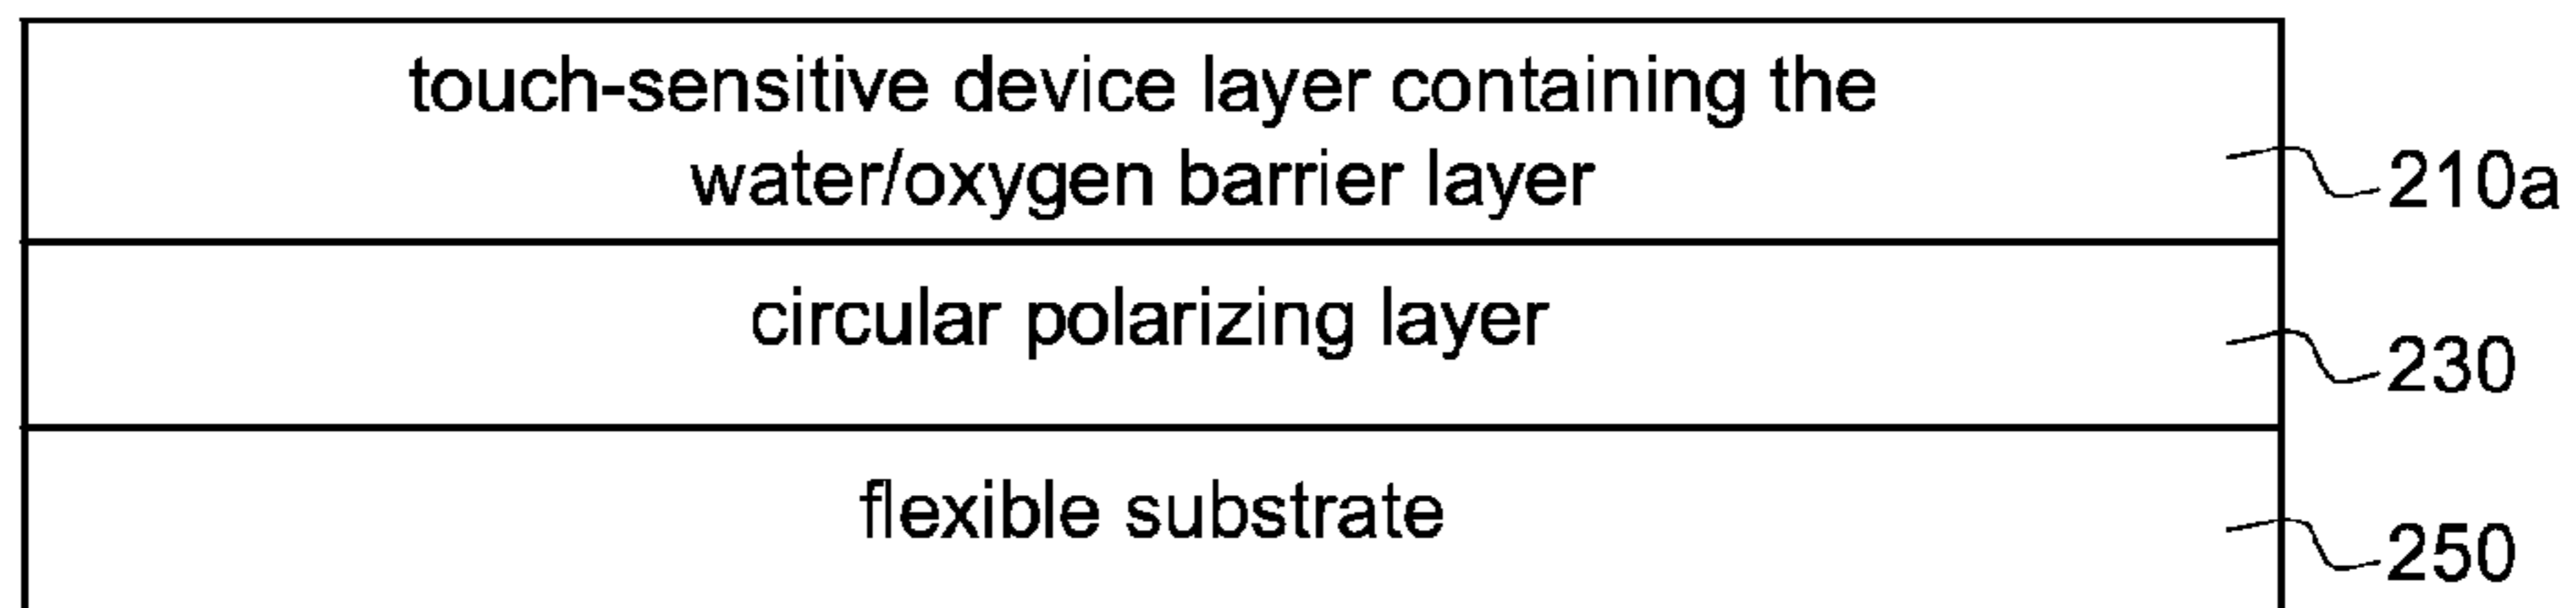 touch-sensitive device layer containing the
water/oxygen barrier layer
210a
circular polarizing layer
230
flexible substrate
250